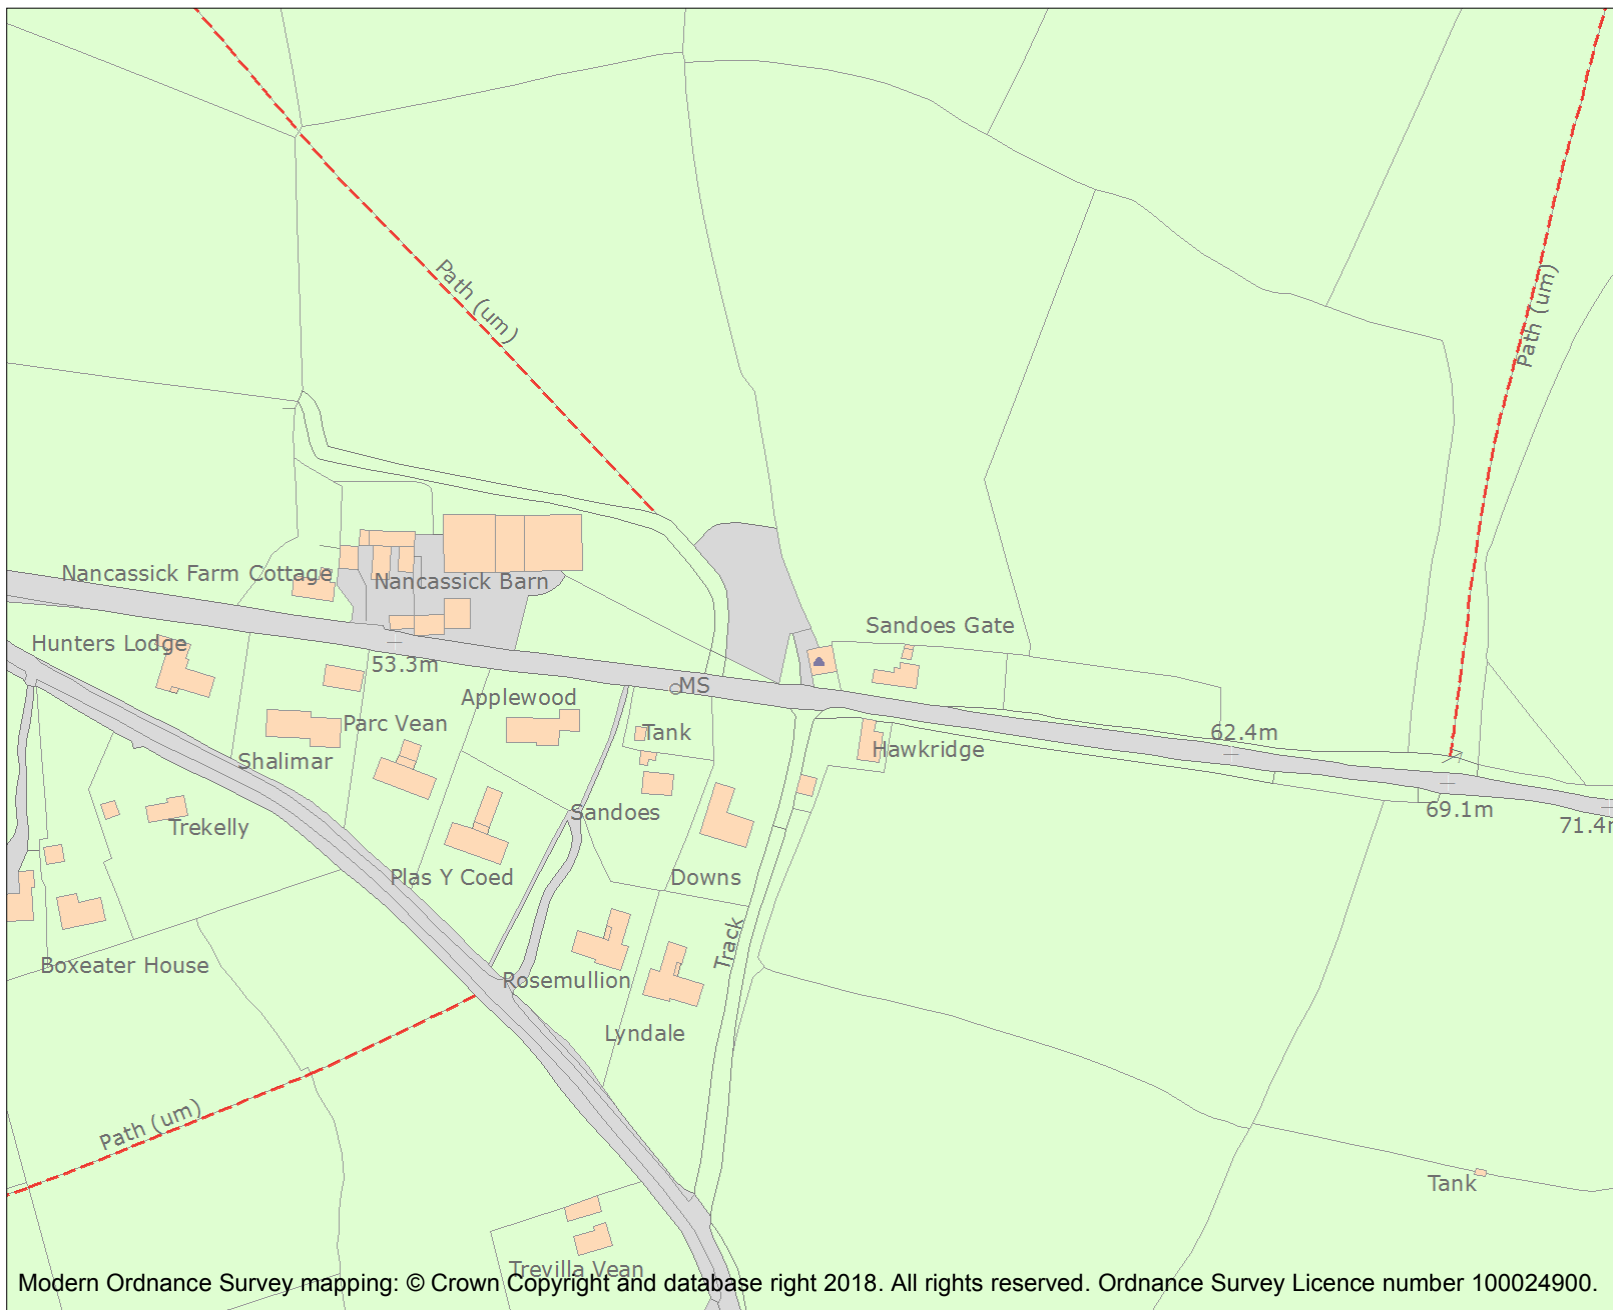 Path (um)
Path (um)
Nancassick Farm Cottage
Nancassick Barn
Sandoes Gate
Hunters Lodge
53.3m
MS
Applewood
Parc Vean
Tank
62.4m
Hawkridge
Shalimar
Sandoes
69.1m
71.4m
Trekelly
Plas Y Coed
Downs
Track
Boxeater House
Rosemullion
Lyndale
Path (um)
Tank
Trevilla Vean
Modern Ordnance Survey mapping: © Crown Copyright and database right 2018. All rights reserved. Ordnance Survey Licence number 100024900.